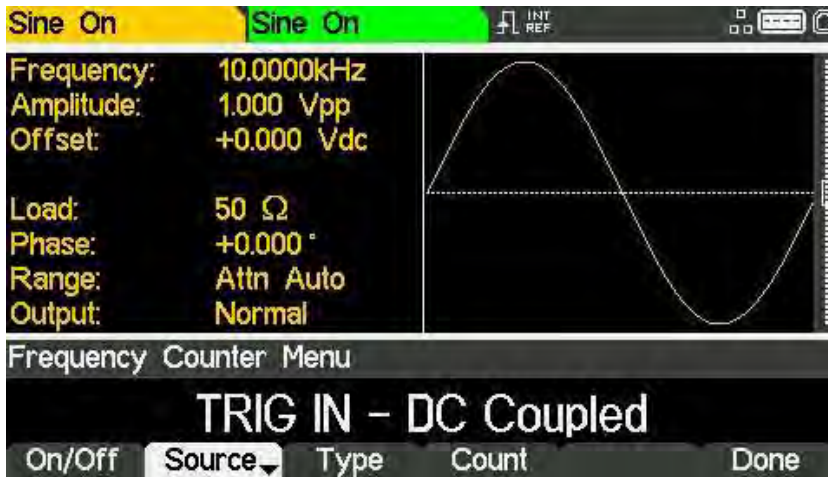 Sine On Sine On INT REF
Frequency: 10.0000kHz
Amplitude: 1.000 Vpp
Offset: +0.000 Vdc
Load: 50 Ω
Phase: +0.000 °
Range: Attn Auto
Output: Normal
Frequency Counter Menu
TRIG IN – DC Coupled
On/Off Source Type Count Done